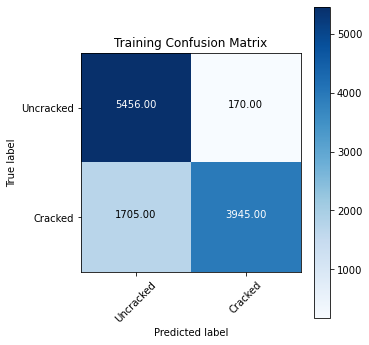 Training Confusion Matrix
True label
Uncracked
5456.00
170.00
Cracked
1705.00
3945.00
Uncracked
Cracked
Predicted label
5000
4000
3000
2000
1000